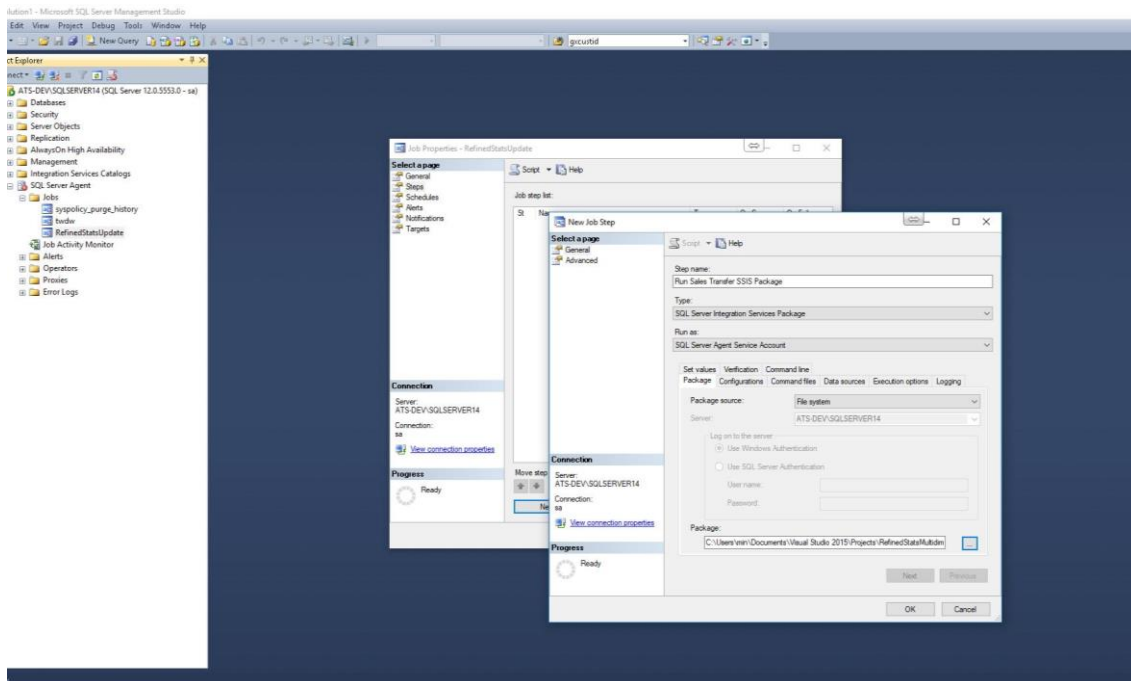 lution1 - Microsoft SQL Server Management Studio
Edit View Project Debug Tools Window Help
New Query
gicustid
ct Explorer
nnect
ATS-DEV\SQLSERVER14 (SQL Server 12.0.5553.0 - sa)
Databases
Security
Server Objects
Replication
AlwaysOn High Availability
Management
Integration Services Catalogs
SQL Server Agent
Jobs
syspolicy_purge_history
twdw
RefinedStatsUpdate
Job Activity Monitor
Alerts
Operators
Proxies
Error Logs
Job Properties - RefinedStatsUpdate
Select a page
General
Steps
Schedules
Alerts
Notifications
Targets
Script Help
Job step list:
St Na
Connection
Server:
ATS-DEV\SQLSERVER14
Connection:
sa
View connection properties
Progress
Ready
Move step
Ne
New Job Step
Select a page
General
Advanced
Script Help
Step name:
Run Sales Transfer SSIS Package
Type:
SQL Server Integration Services Package
Run as:
SQL Server Agent Service Account
Set values Verification Command line
Package Configurations Command files Data sources Execution options Logging
Package source: File system
Server: ATS-DEV\SQLSERVER14
Log on to the server
Use Windows Authentication
Use SQL Server Authentication
User name:
Password:
Package:
C:\Users\min\Documents\Visual Studio 2015\Projects\RefinedStatsMultidim
...
Connection
Server:
ATS-DEV\SQLSERVER14
Connection:
sa
View connection properties
Progress
Ready
Next Previous
OK Cancel